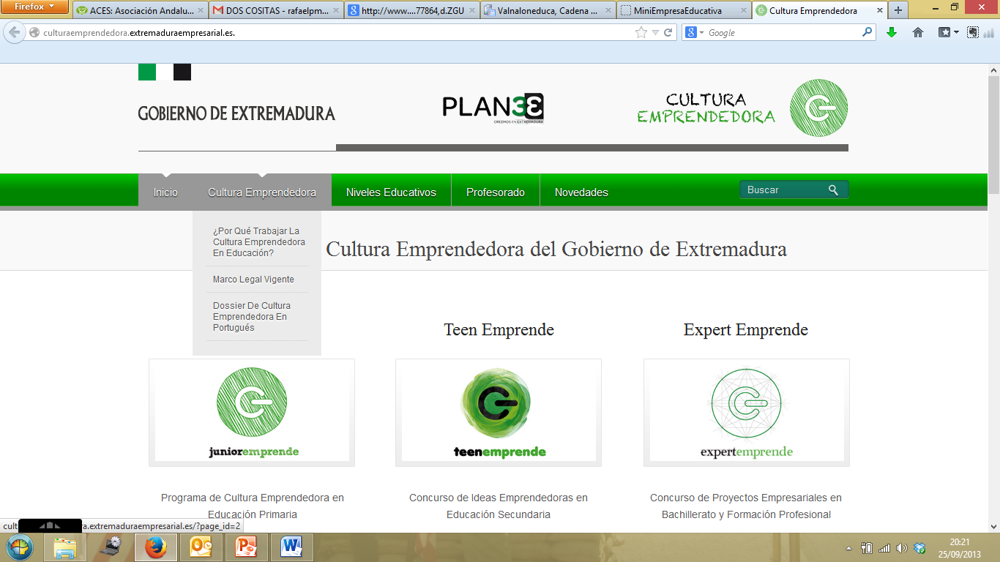 Firefox
ACES: Asociación Andalu...
DOS COSITAS - rafaelpm...
http://www....77864,d.ZGU
Valnaloneduca, Cadena ...
MiniEmpresaEducativa
Cultura Emprendedora
culturaemprendedora.extremaduraempresarial.es.
Google
GOBIERNO DE EXTREMADURA
PLAN3E
CREEMOS EN EXTREMADURA
CULTURA
EMPRENDEDORA
Inicio
Cultura Emprendedora
Niveles Educativos
Profesorado
Novedades
Buscar
¿Por Qué Trabajar La
Cultura Emprendedora
En Educación?
Marco Legal Vigente
Dossier De Cultura
Emprendedora En
Portugués
Cultura Emprendedora del Gobierno de Extremadura
Teen Emprende
Expert Emprende
junioremprende
teenemprende
expertemprende
Programa de Cultura Emprendedora en
Educación Primaria
Concurso de Ideas Emprendedoras en
Educación Secundaria
Concurso de Proyectos Empresariales en
Bachillerato y Formación Profesional
cult ra.extremaduraempresarial.es/?page_id=2
20:21
25/09/2013